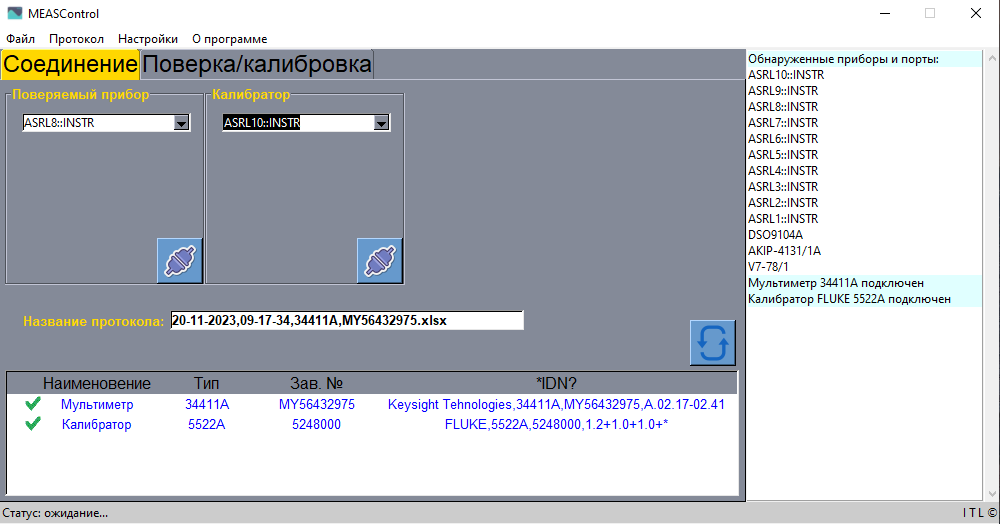 MEASControl
Файл Протокол Настройки О программе
Соединение Поверка/калибровка
Поверяемый прибор Калибратор
ASRL8::INSTR ASRL10::INSTR
Название протокола: 20-11-2023,09-17-34,34411A,MY56432975.xlsx
Наименовение Тип Зав. № *IDN?
Мультиметр 34411A MY56432975 Keysight Tehnologies,34411A,MY56432975,A.02.17-02.41
Калибратор 5522A 5248000 FLUKE,5522A,5248000,1.2+1.0+1.0+*
Обнаруженные приборы и порты:
ASRL10::INSTR
ASRL9::INSTR
ASRL8::INSTR
ASRL7::INSTR
ASRL6::INSTR
ASRL5::INSTR
ASRL4::INSTR
ASRL3::INSTR
ASRL2::INSTR
ASRL1::INSTR
DSO9104A
AKIP-4131/1A
V7-78/1
Мультиметр 34411A подключен
Калибратор FLUKE 5522A подключен
Статус: ожидание... I T L ©